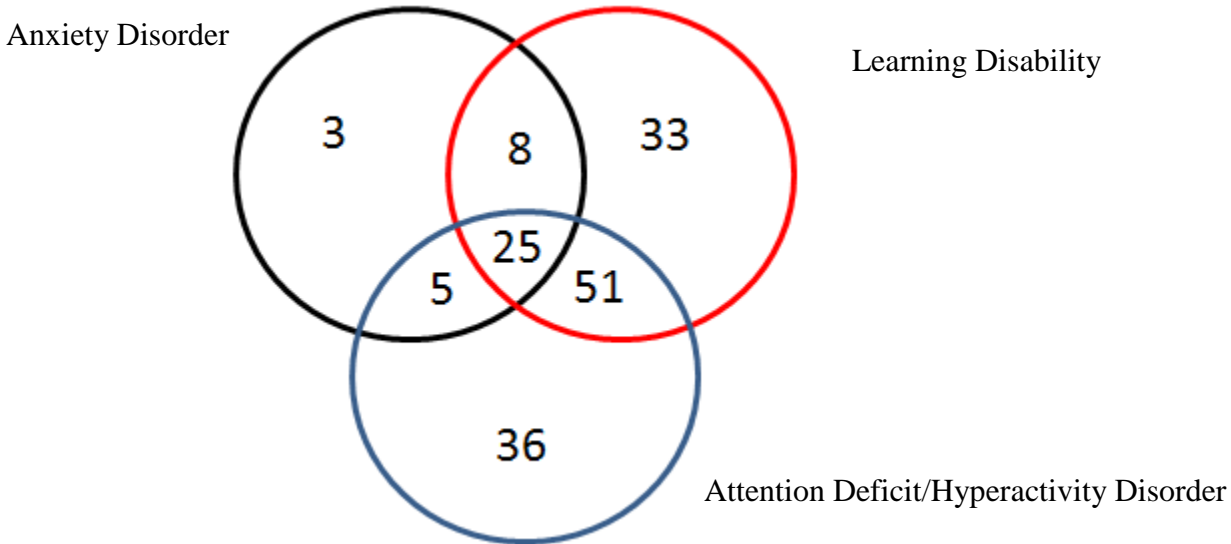 Anxiety Disorder
Learning Disability
3
8
33
25
5
51
36
Attention Deficit/Hyperactivity Disorder